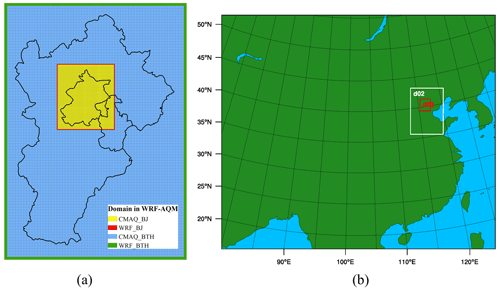 Domain in WRF-AQM
CMAQ_BJ
WRF_BJ
CMAQ_BTH
WRF_BTH
(a)
50°N
45°N
40°N
35°N
30°N
25°N
20°N
d02
90°E
100°E
110°E
120°E
(b)